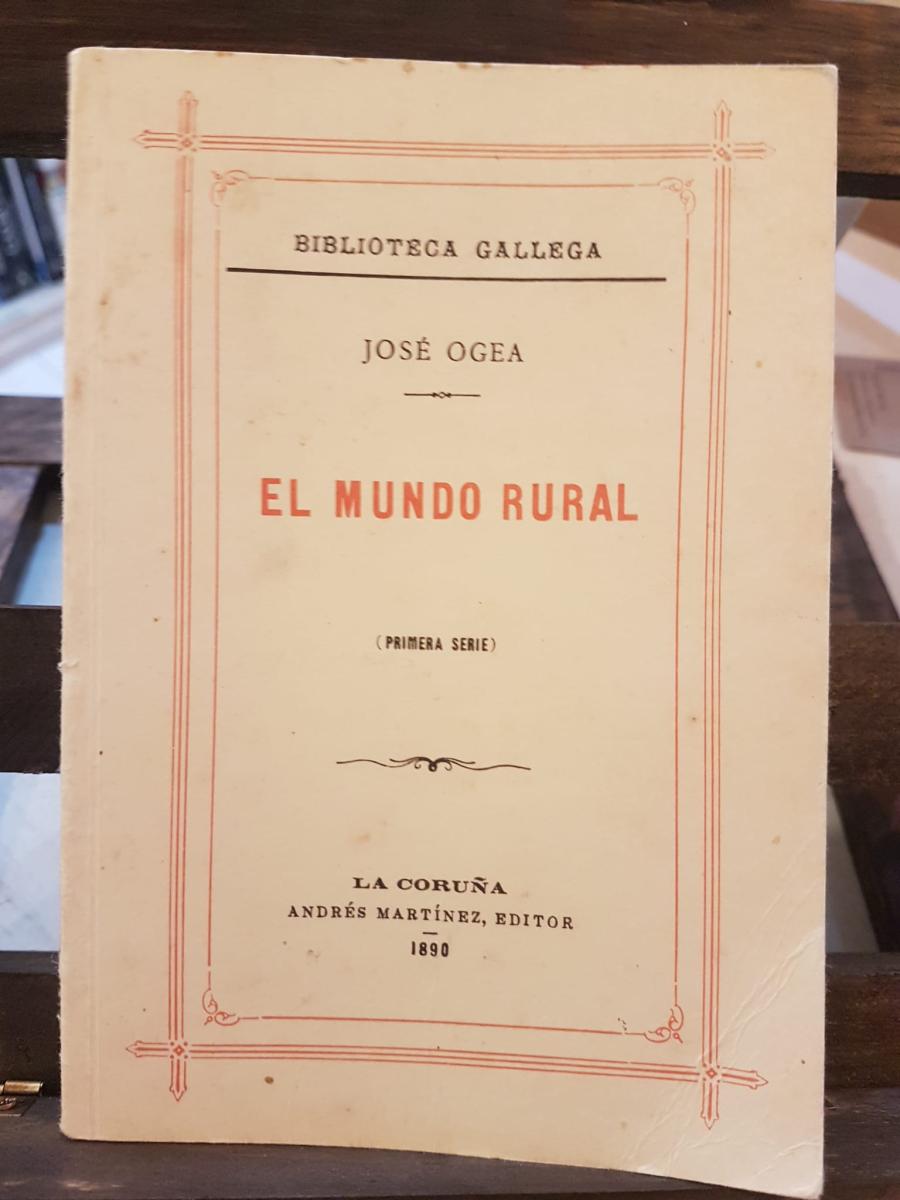 BIBLIOTECA GALLEGA
JOSÉ OGEA
EL MUNDO RURAL
(PRIMERA SERIE)
LA CORUÑA
ANDRÉS MARTÍNEZ, EDITOR
1890